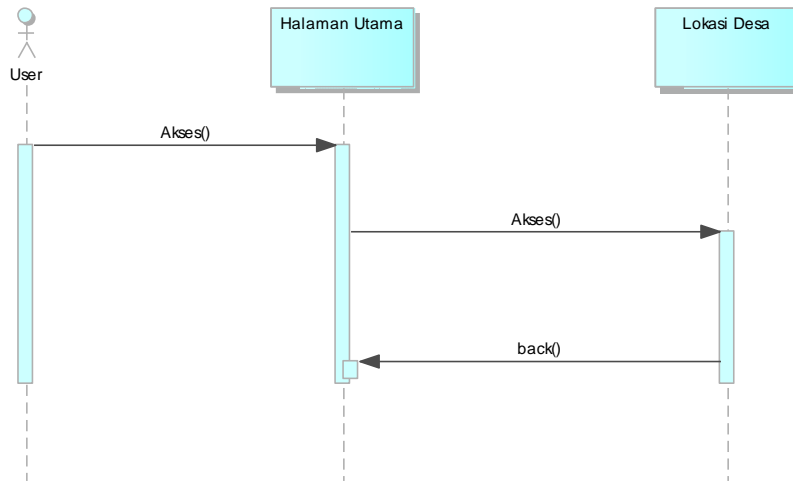 Halaman Utama
Lokasi Desa
User
Akses()
Akses()
back()